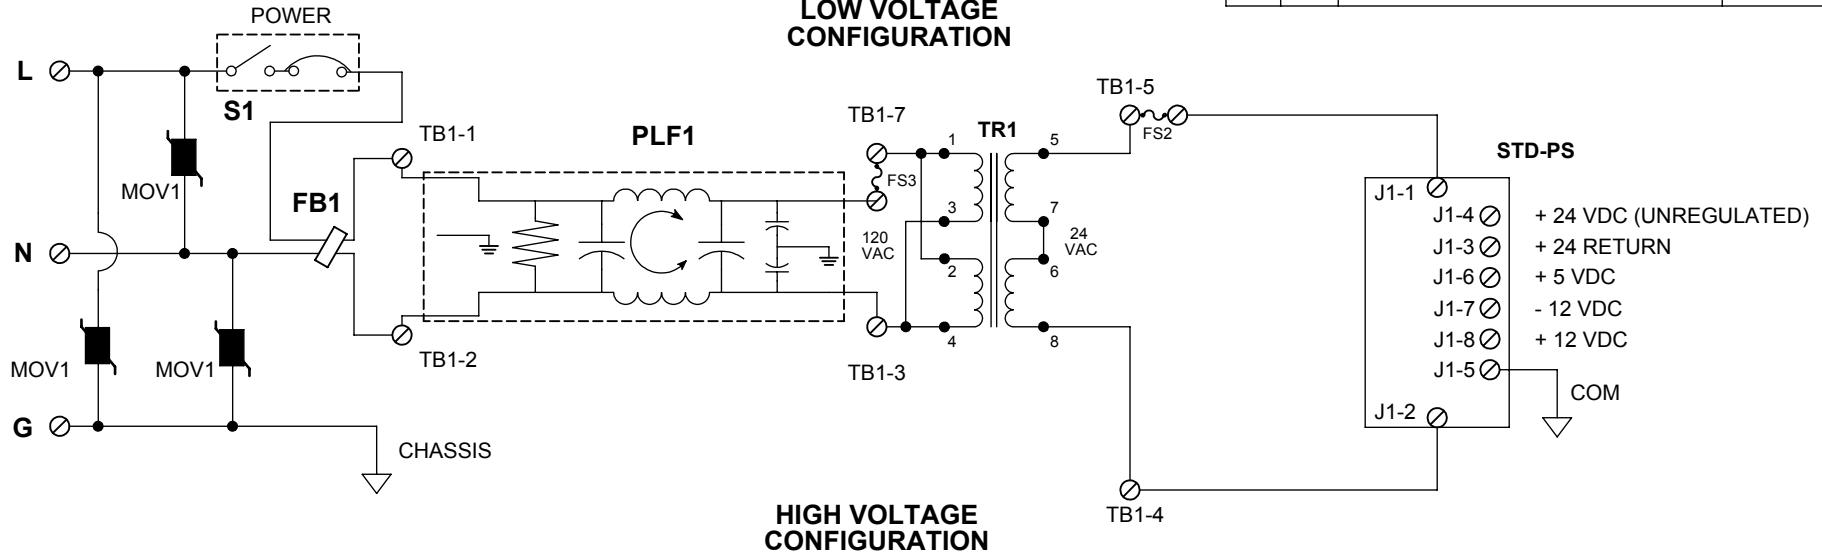 LOW VOLTAGE
CONFIGURATION
POWER
L
S1
MOV1
TB1-1
PLF1
TB1-7
FS3
1
TR1
5
TB1-5
FS2
STD-PS
J1-1
J1-4 + 24 VDC (UNREGULATED)
J1-3 + 24 RETURN
J1-6 + 5 VDC
J1-7 - 12 VDC
J1-8 + 12 VDC
J1-5
COM
J1-2
FB1
N
3
7
120
VAC
24
VAC
2
6
4
8
MOV1
MOV1
TB1-2
TB1-3
G
CHASSIS
TB1-4
HIGH VOLTAGE
CONFIGURATION